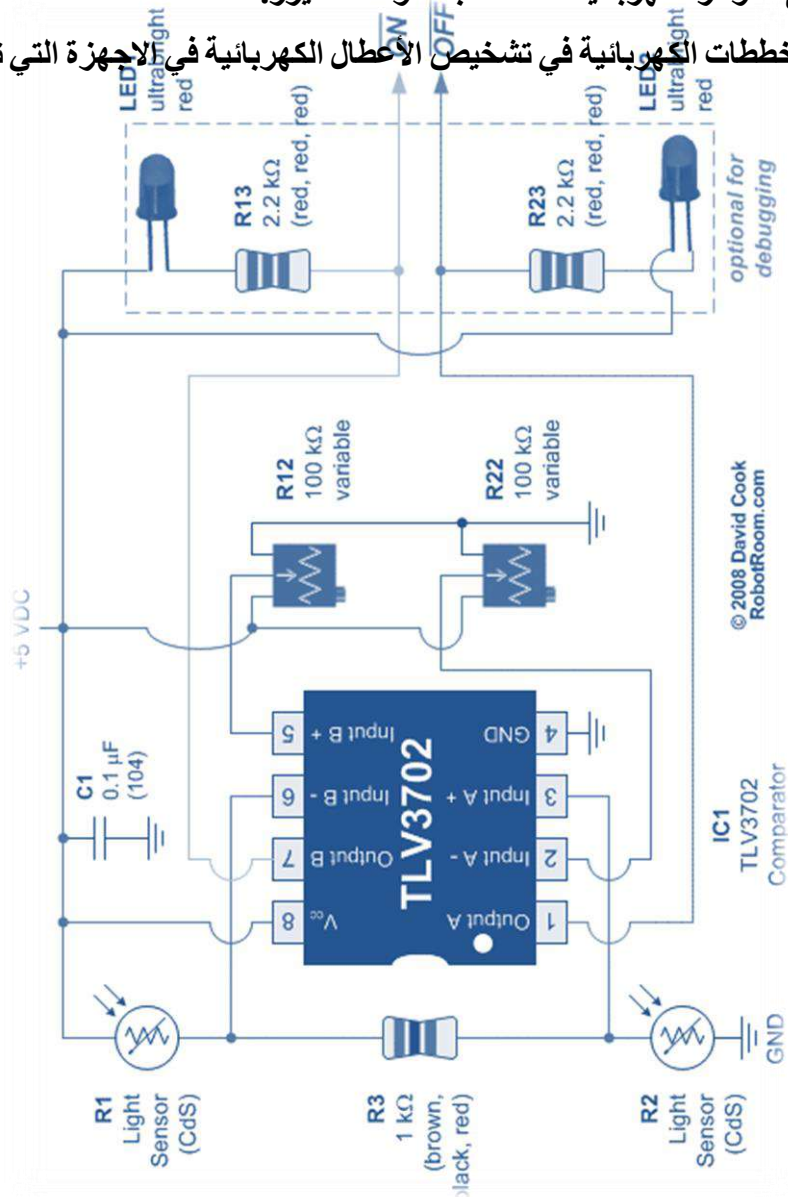 خططات الكهربائية في تشخيص الأعطال الكهربائية في الاجهزة التي
LED1
ultrabright
red
R13
2.2 kΩ
(red, red, red)
ON
OFF
R23
2.2 kΩ
(red, red, red)
LED2
ultrabright
red
optional for
debugging
R12
100 kΩ
variable
R22
100 kΩ
variable
© 2008 David Cook
RobotRoom.com
+5 VDC
C1
0.1 µF
(104)
5 Input B +
6 Input B -
7 Output B
8 Vcc
TLV3702
GND 4
Input A + 3
Input A - 2
Output A 1
IC1
TLV3702
Comparator
R1
Light
Sensor
(CdS)
R3
1 kΩ
(brown,
black, red)
R2
Light
Sensor
(CdS)
GND